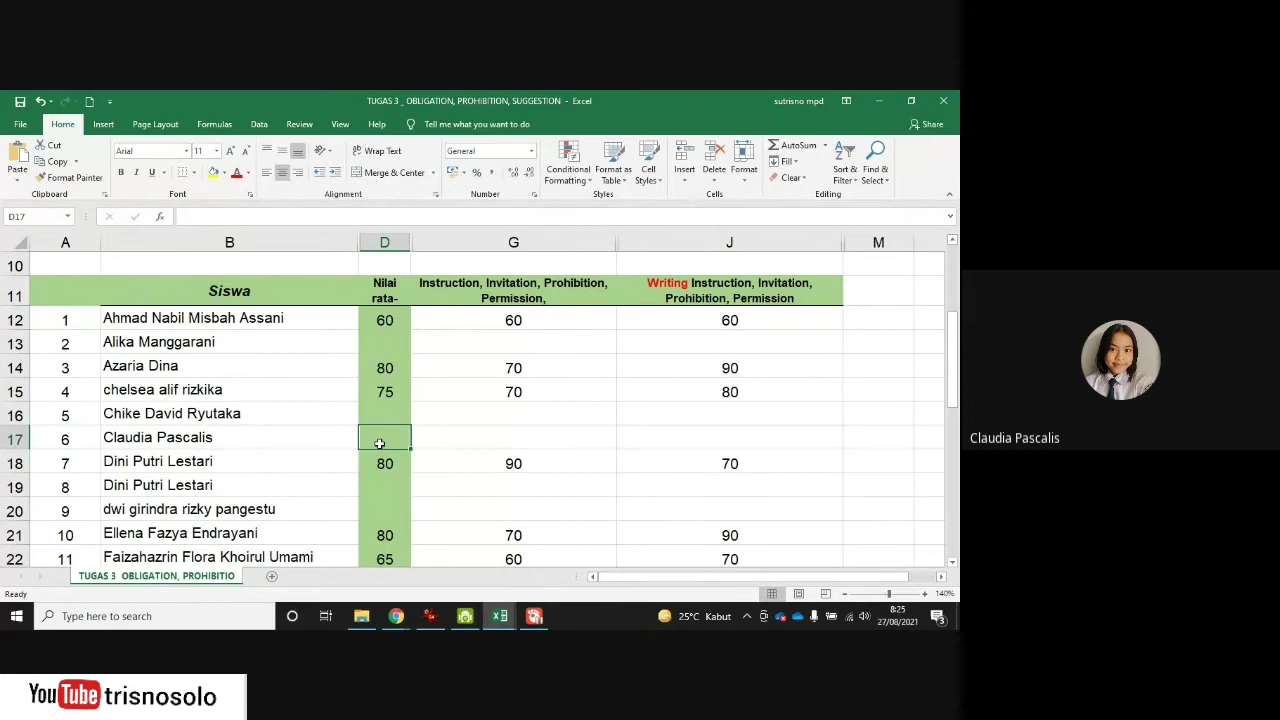 TUGAS 3 _ OBLIGATION, PROHIBITION, SUGGESTION - Excel
sutrisno mpd
File Home Insert Page Layout Formulas Data Review View Help Tell me what you want to do Share
Paste
Cut
Copy
Format Painter
Clipboard
Arial 11
B I U
Font
Wrap Text
Merge & Center
Alignment
General
Number
Conditional Formatting
Format as Table
Cell Styles
Styles
Insert Delete Format
Cells
AutoSum
Fill
Clear
Sort & Filter
Find & Select
Editing
D17
A B D G J M
10
11 Siswa Nilai rata- Instruction, Invitation, Prohibition, Permission, Writing Instruction, Invitation, Prohibition, Permission
12 1 Ahmad Nabil Misbah Assani 60 60 60
13 2 Alika Manggarani
14 3 Azaria Dina 80 70 90
15 4 chelsea alif rizkika 75 70 80
16 5 Chike David Ryutaka
17 6 Claudia Pascalis
18 7 Dini Putri Lestari 80 90 70
19 8 Dini Putri Lestari
20 9 dwi girindra rizky pangestu
21 10 Ellena Fazya Endrayani 80 70 90
22 11 Faizahazrin Flora Khoirul Umami 65 60 70
TUGAS 3 OBLIGATION, PROHIBITIO
Ready
140%
Type here to search
25°C Kabut
8:25
27/08/2021
3
Claudia Pascalis
YouTube trisnosolo